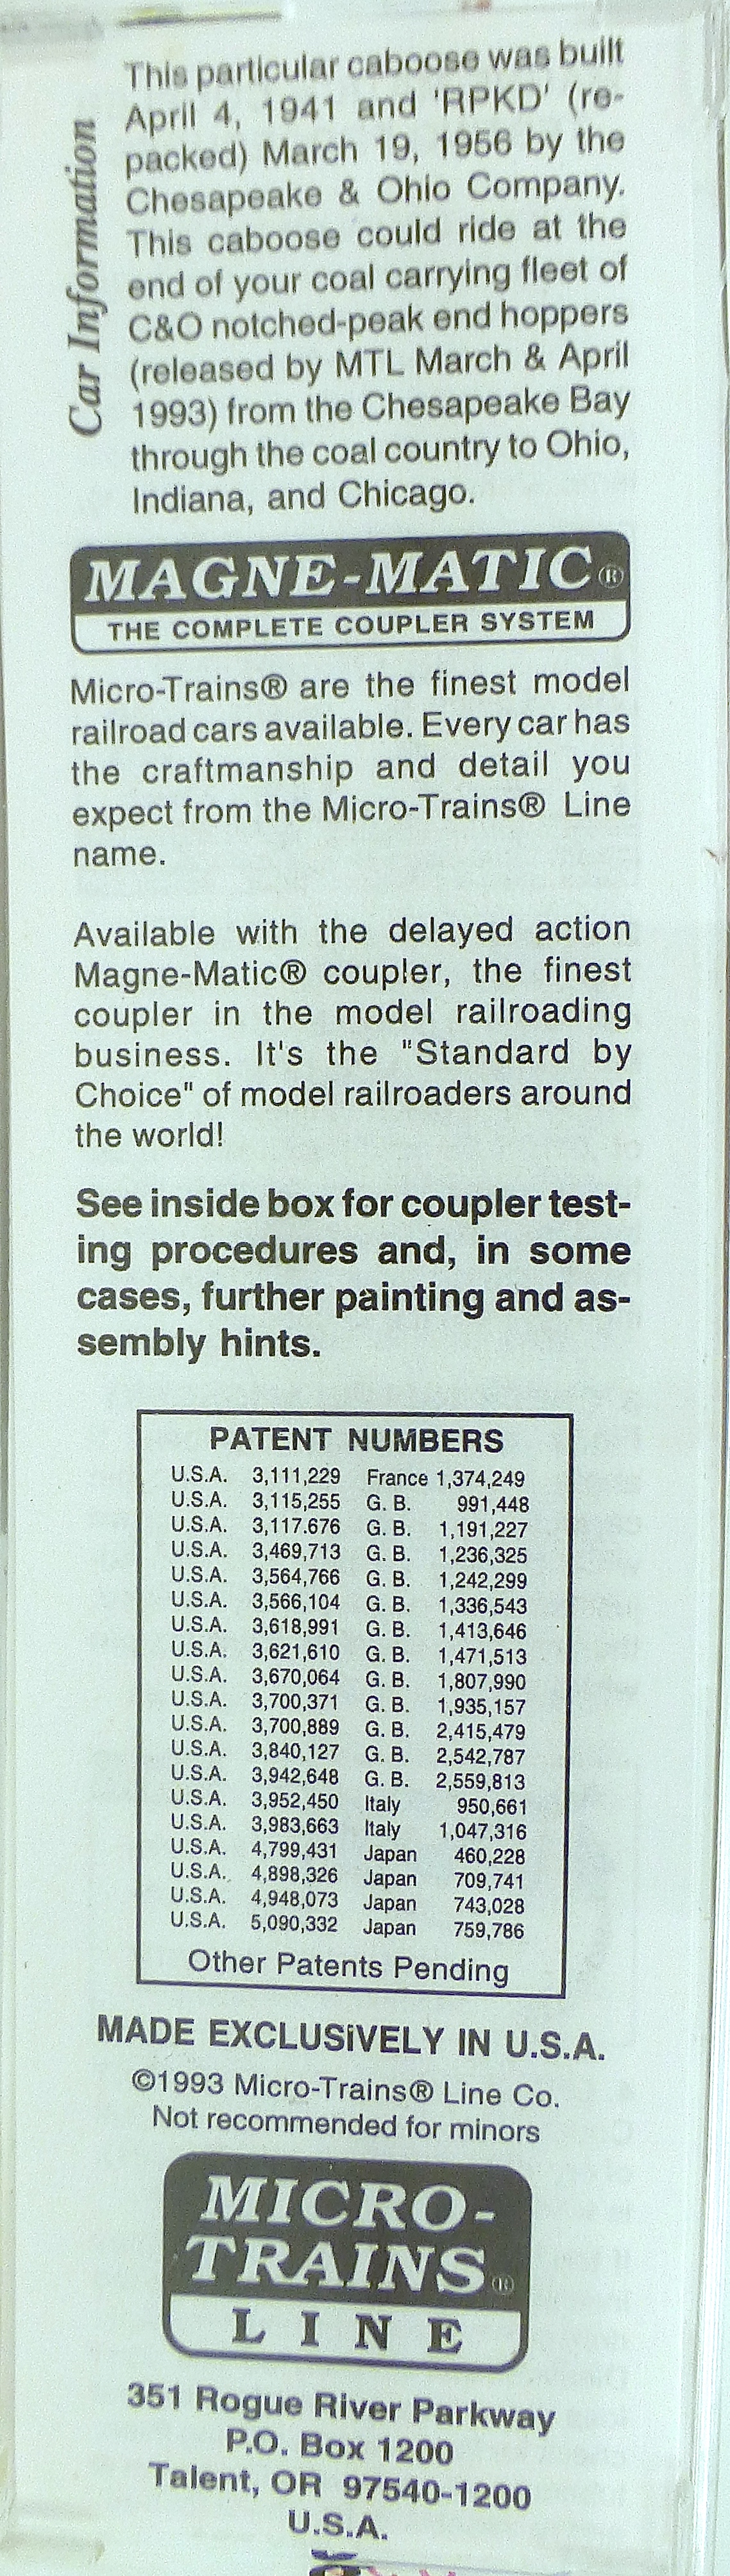 Car Information
This particular caboose was built
April 4, 1941 and 'RPKD' (re-
packed) March 19, 1956 by the
Chesapeake & Ohio Company.
This caboose could ride at the
end of your coal carrying fleet of
C&O notched-peak end hoppers
(released by MTL March & April
1993) from the Chesapeake Bay
through the coal country to Ohio,
Indiana, and Chicago.
MAGNE-MATIC®
THE COMPLETE COUPLER SYSTEM
Micro-Trains® are the finest model
railroad cars available. Every car has
the craftmanship and detail you
expect from the Micro-Trains® Line
name.
Available with the delayed action
Magne-Matic® coupler, the finest
coupler in the model railroading
business. It's the "Standard by
Choice" of model railroaders around
the world!
See inside box for coupler test-
ing procedures and, in some
cases, further painting and as-
sembly hints.
PATENT NUMBERS
U.S.A. 3,111,229 France 1,374,249
U.S.A. 3,115,255 G. B. 991,448
U.S.A. 3,117.676 G. B. 1,191,227
U.S.A. 3,469,713 G. B. 1,236,325
U.S.A. 3,564,766 G. B. 1,242,299
U.S.A. 3,566,104 G. B. 1,336,543
U.S.A. 3,618,991 G. B. 1,413,646
U.S.A. 3,621,610 G. B. 1,471,513
U.S.A. 3,670,064 G. B. 1,807,990
U.S.A. 3,700,371 G. B. 1,935,157
U.S.A. 3,700,889 G. B. 2,415,479
U.S.A. 3,840,127 G. B. 2,542,787
U.S.A. 3,942,648 G. B. 2,559,813
U.S.A. 3,952,450 Italy 950,661
U.S.A. 3,983,663 Italy 1,047,316
U.S.A. 4,799,431 Japan 460,228
U.S.A. 4,898,326 Japan 709,741
U.S.A. 4,948,073 Japan 743,028
U.S.A. 5,090,332 Japan 759,786
Other Patents Pending
MADE EXCLUSiVELY IN U.S.A.
©1993 Micro-Trains® Line Co.
Not recommended for minors
MICRO-
TRAINS®
LINE
351 Rogue River Parkway
P.O. Box 1200
Talent, OR 97540-1200
U.S.A.